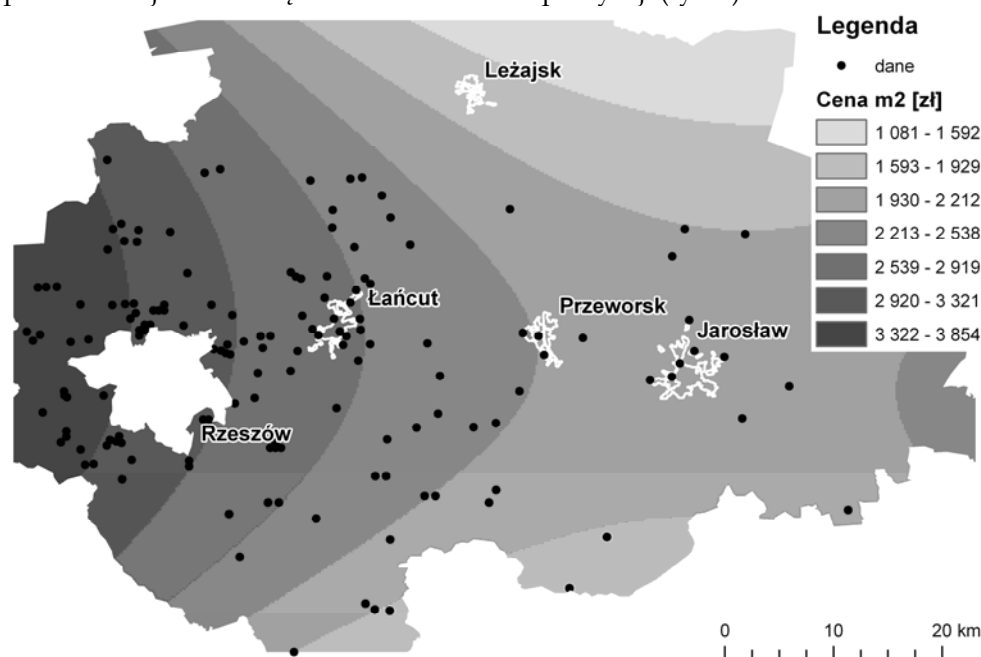 Legenda
dane
Cena m2 [zł]
1 081 - 1 592
1 593 - 1 929
1 930 - 2 212
2 213 - 2 538
2 539 - 2 919
2 920 - 3 321
3 322 - 3 854
Leżajsk
Łańcut
Przeworsk
Jarosław
Rzeszów
0 10 20 km